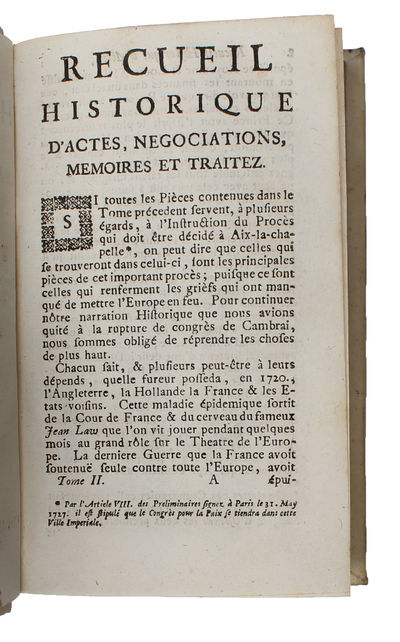 RECUEIL
HISTORIQUE
D'ACTES, NEGOCIATIONS,
MEMOIRES ET TRAITEZ.
SI toutes les Pièces contenues dans le
Tome précedent servent, à plusieurs
égards, à l'Instruction du Procès
qui doit être décidé à Aix-la-cha-
pelle*, on peut dire que celles qui
se trouveront dans celui-ci, sont les principales
pièces de cet important procès; puisque ce sont
celles qui renferment les griéfs qui ont man-
qué de mettre l'Europe en feu. Pour continuer
nôtre narration Historique que nous avions
quité à la rupture de congrès de Cambrai,
nous sommes obligé de réprendre les choses
de plus haut.
Chacun sait, & plusieurs peut-être à leurs
dépends, quelle fureur posseda, en 1720.,
l'Angleterre, la Hollande la France & les E-
tats voisins. Cette maladie épidemique sortit
de la Cour de France & du cerveau du fameux
Jean Law que l'on vit jouer pendant quelques
mois au grand rôle sur le Theatre de l'Euro-
pe. La derniere Guerre que la France avoit
soutenuë seule contre toute l'Europe, avoit
Tome II. A épui-
* Par l'Article VIII. des Preliminaires signez à Paris le 31. May
1727. il est stipulé que le Congrès pour la Paix se tiendra dans cette
Ville Imperiale.